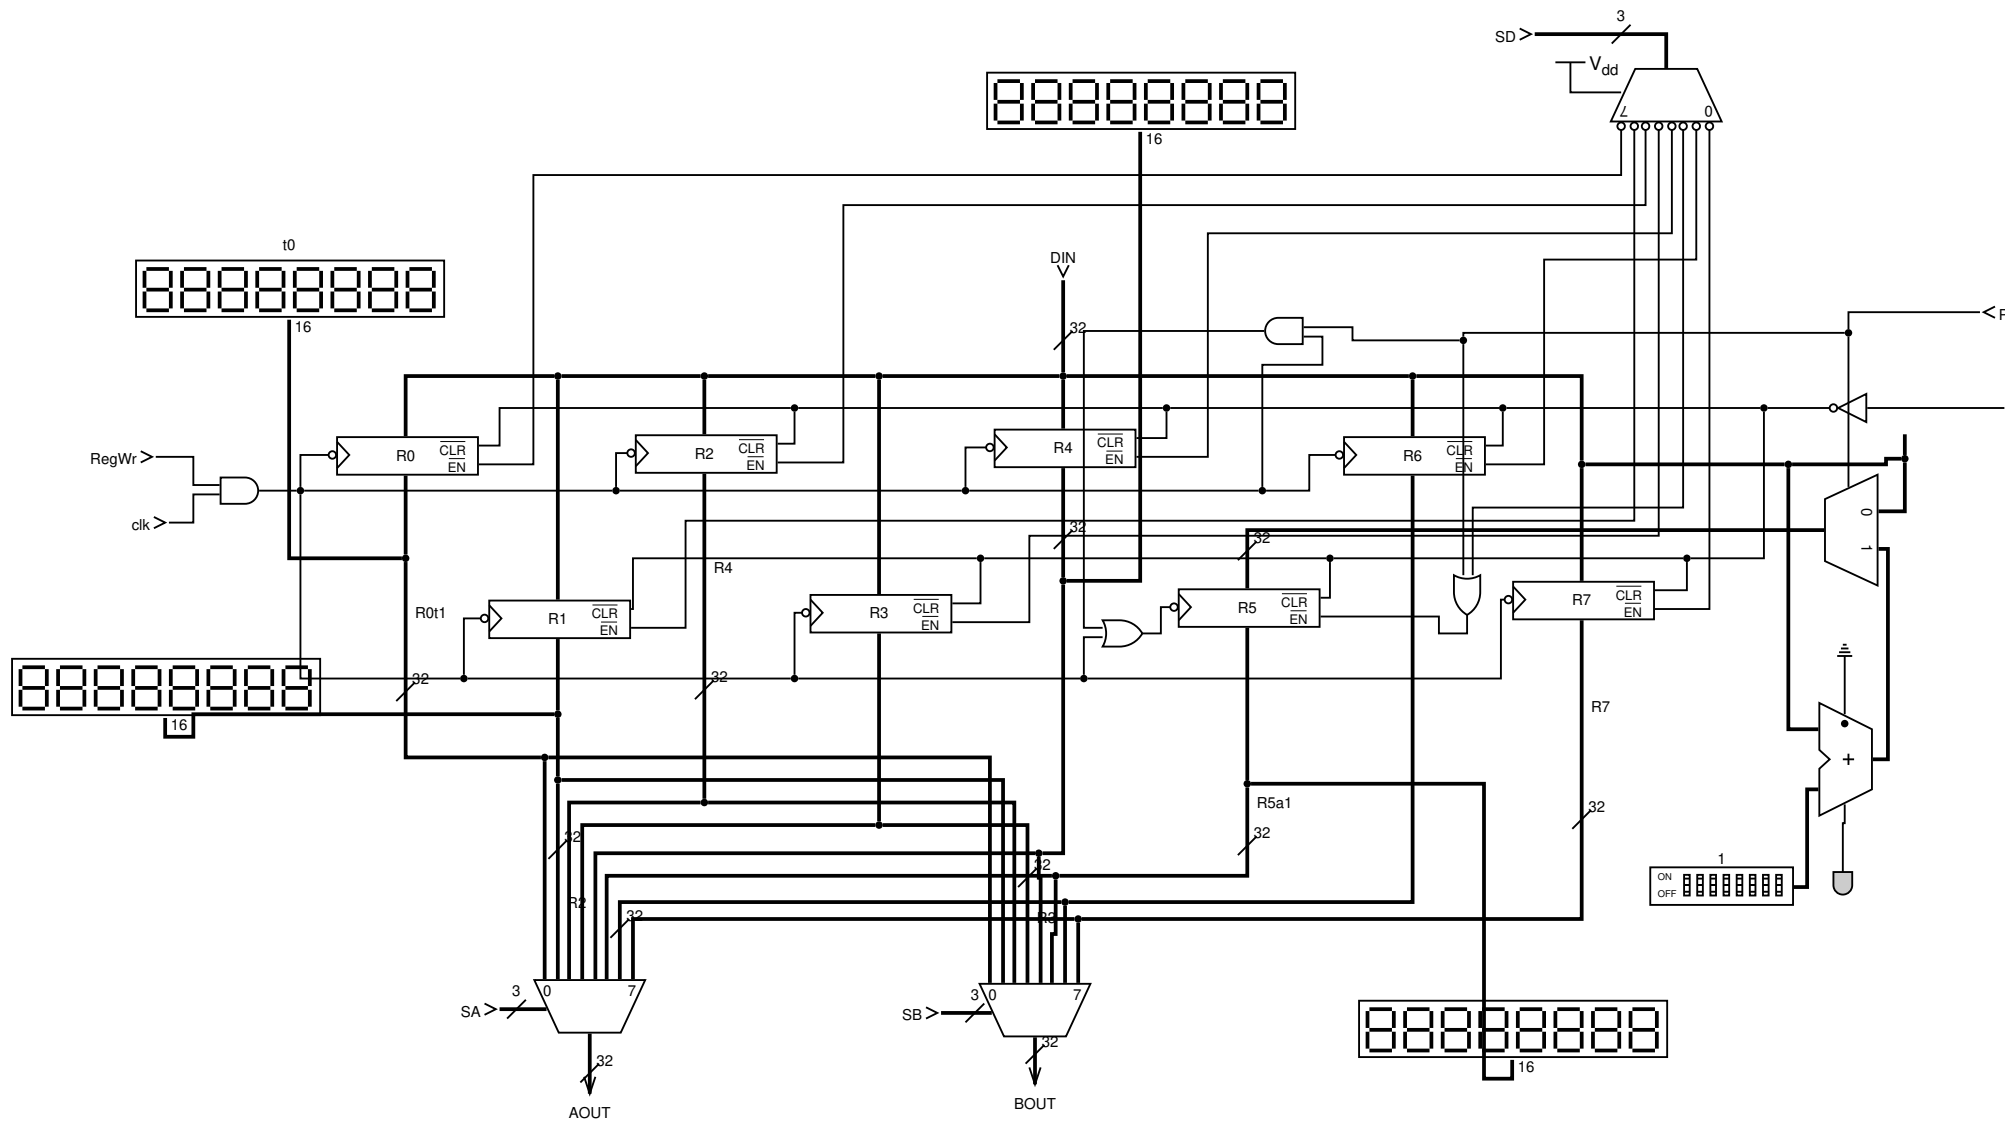 3
SD
Vdd
7 0
16
t0
16
DIN
32
RegWr
clk
R0 CLR EN
R2 CLR EN
R4 CLR EN
R6 CLR EN
32
32
0
1
R4
R0t1
R1 CLR EN
R3 CLR EN
R5 CLR EN
R7 CLR EN
32
32
16
R7
+
R5a1
32
32
32
32
1
ON
OFF
R2
32
R3
SA 3 0 7
SB 3 0 7
32
32
16
AOUT
BOUT